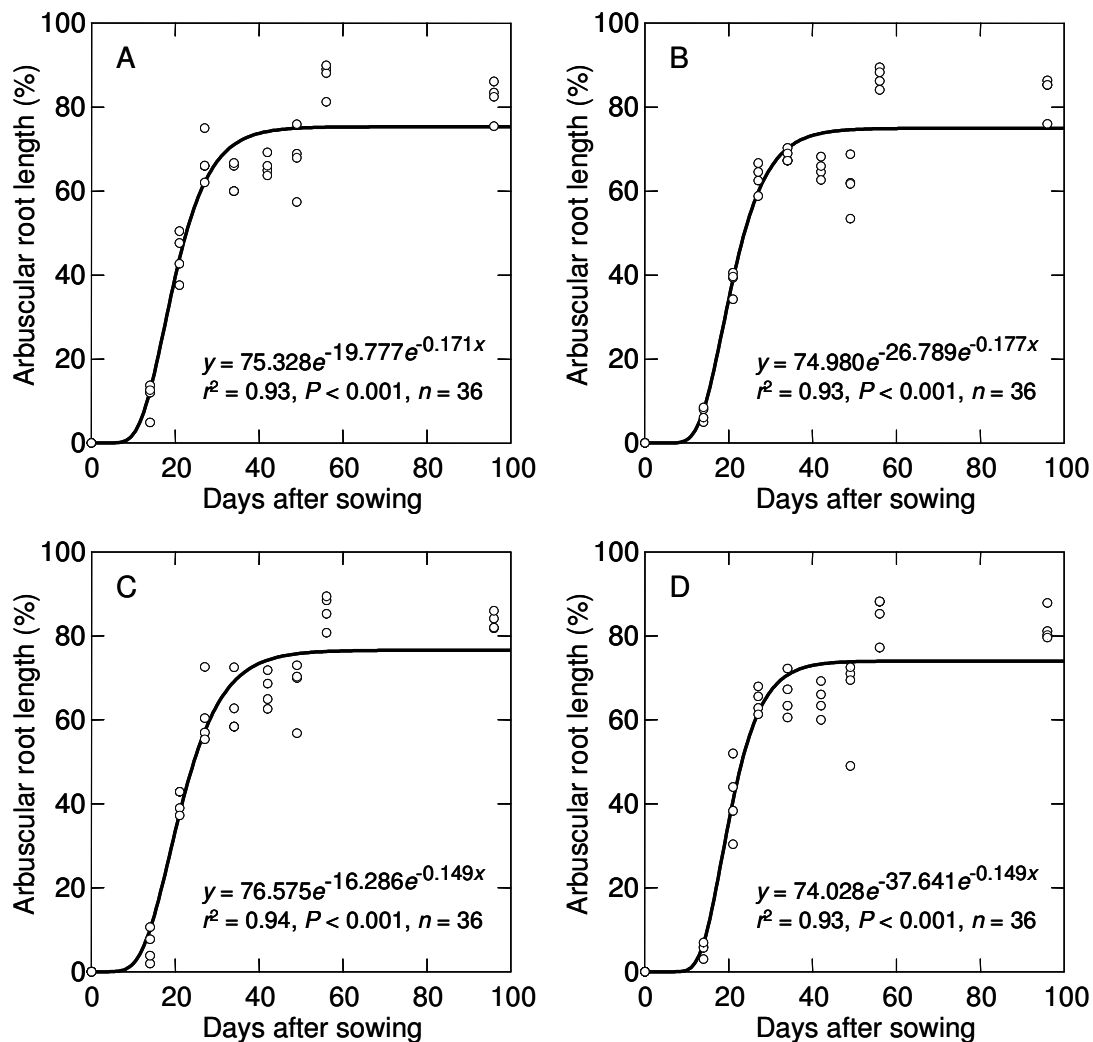 A
Arbuscular root length (%)
100
80
60
40
20
0
y = 75.328e^-19.777e^-0.171x
r² = 0.93, P < 0.001, n = 36
0 20 40 60 80 100
Days after sowing
B
Arbuscular root length (%)
100
80
60
40
20
0
y = 74.980e^-26.789e^-0.177x
r² = 0.93, P < 0.001, n = 36
0 20 40 60 80 100
Days after sowing
C
Arbuscular root length (%)
100
80
60
40
20
0
y = 76.575e^-16.286e^-0.149x
r² = 0.94, P < 0.001, n = 36
0 20 40 60 80 100
Days after sowing
D
Arbuscular root length (%)
100
80
60
40
20
0
y = 74.028e^-37.641e^-0.149x
r² = 0.93, P < 0.001, n = 36
0 20 40 60 80 100
Days after sowing